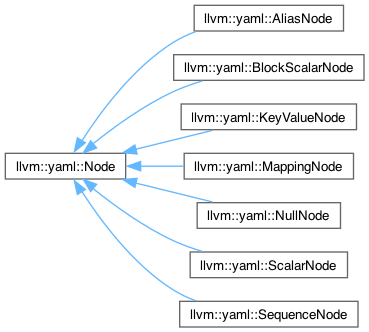 llvm::yaml::AliasNode
llvm::yaml::BlockScalarNode
llvm::yaml::KeyValueNode
llvm::yaml::Node
llvm::yaml::MappingNode
llvm::yaml::NullNode
llvm::yaml::ScalarNode
llvm::yaml::SequenceNode